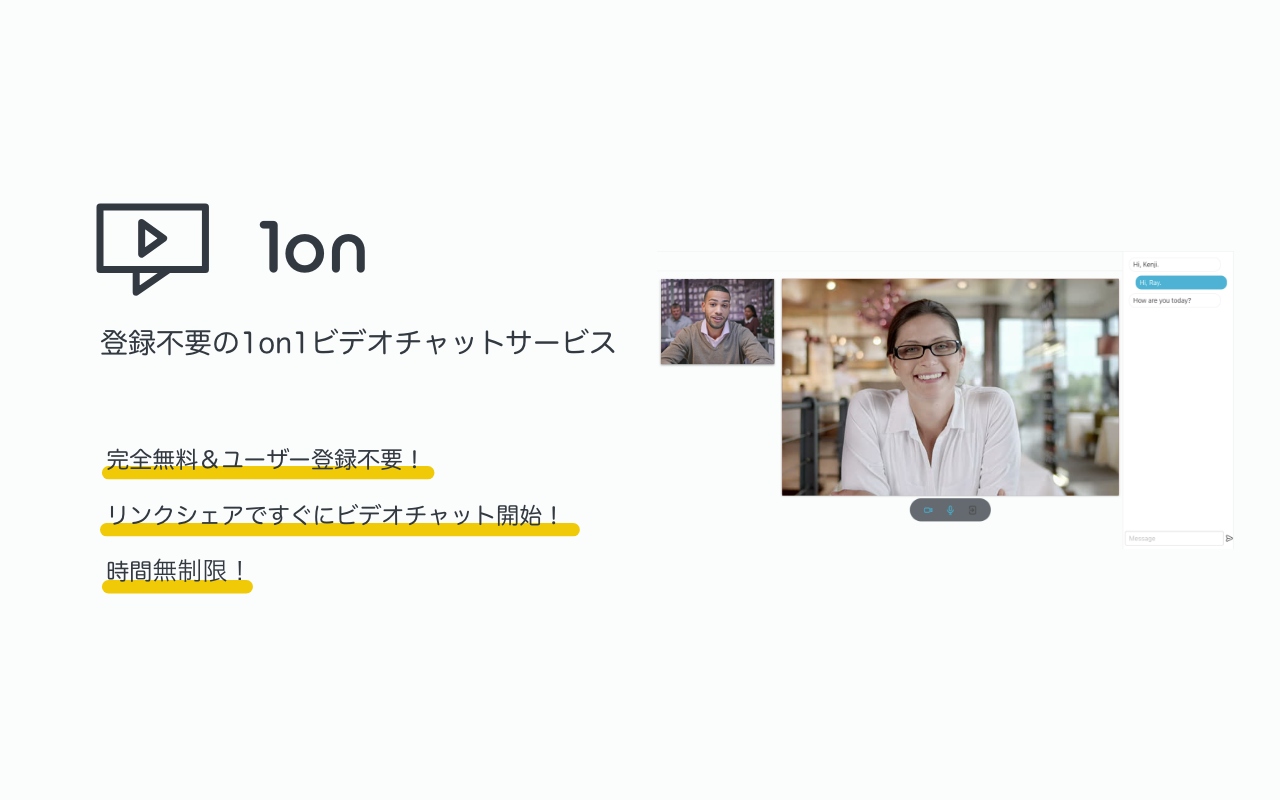 1on
登録不要の1on1ビデオチャットサービス
完全無料＆ユーザー登録不要！
リンクシェアですぐにビデオチャット開始！
時間無制限！
Hi, Kenji.
Hi, Ray.
How are you today?
Message